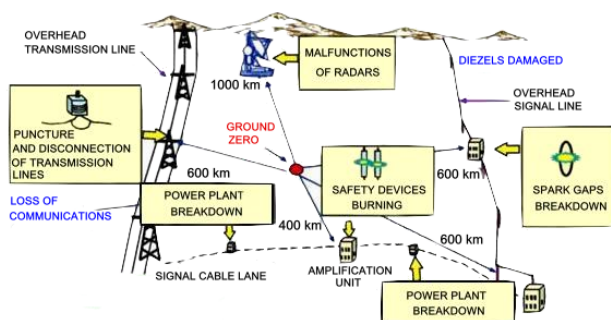 OVERHEAD
TRANSMISSION LINE
MALFUNCTIONS
OF RADARS
DIEZELS DAMAGED
1000 km
OVERHEAD
SIGNAL LINE
PUNCTURE
AND DISCONNECTION
OF TRANSMISSION
LINES
GROUND
ZERO
600 km
SAFETY DEVICES
BURNING
600 km
SPARK GAPS
BREAKDOWN
LOSS OF
COMMUNICATIONS
POWER PLANT
BREAKDOWN
400 km
600 km
SIGNAL CABLE LANE
AMPLIFICATION
UNIT
POWER PLANT
BREAKDOWN